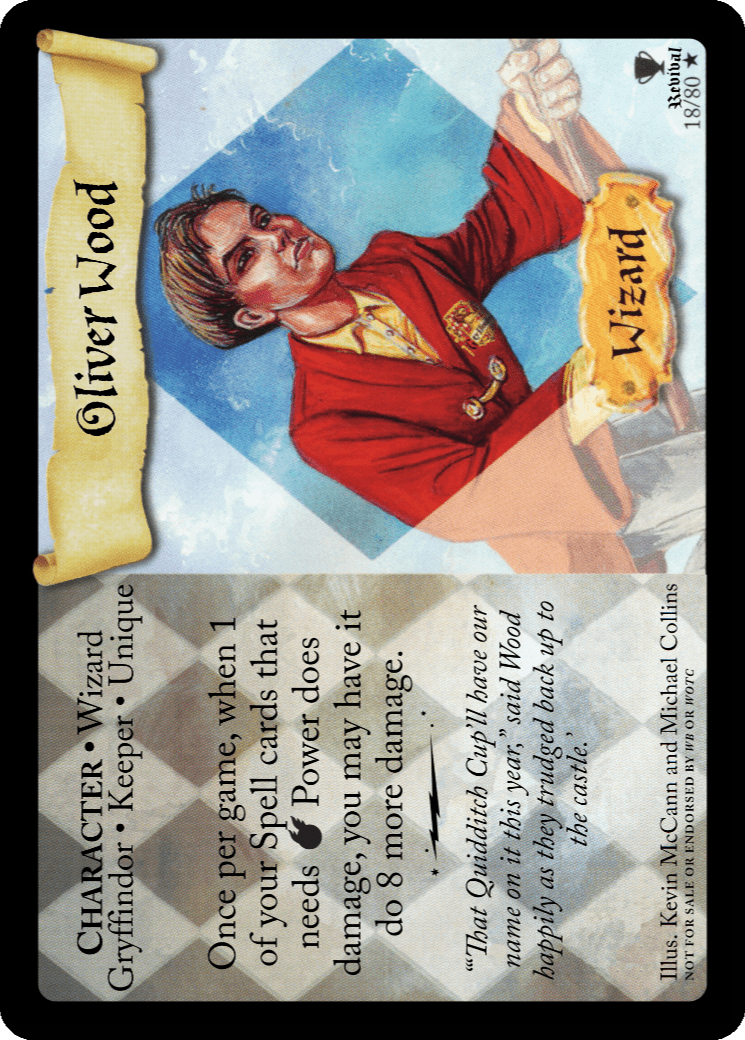 Oliver Wood
Wizard
Revival
18/80 ★
CHARACTER • Wizard
Gryffindor • Keeper • Unique
Once per game, when 1
of your Spell cards that
needs Power does
damage, you may have it
do 8 more damage.
“‘That Quidditch Cup’ll have our
name on it this year,” said Wood
happily as they trudged back up to
the castle.’
Illus. Kevin McCann and Michael Collins
NOT FOR SALE OR ENDORSED BY WB OR WOTC